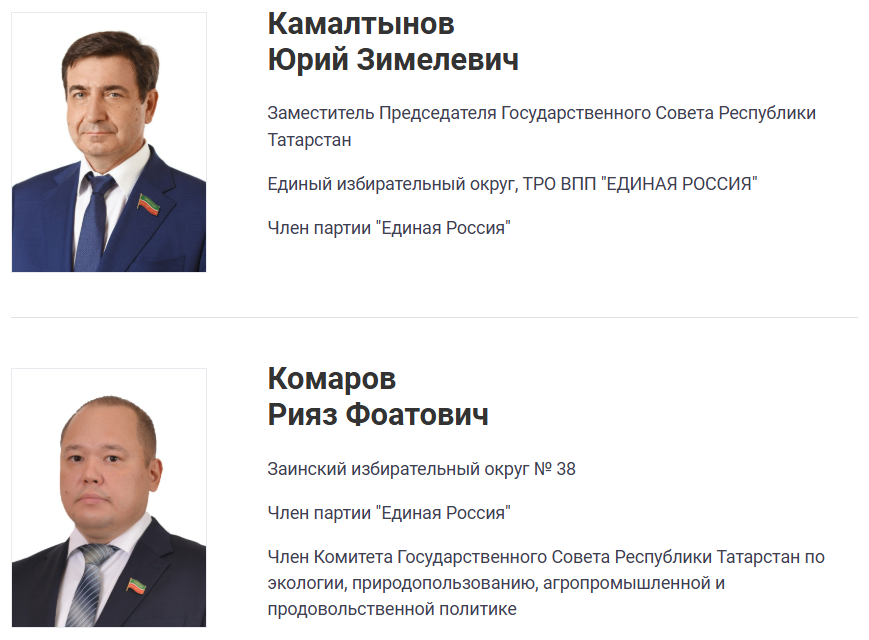 Камалтынов
Юрий Зимелевич
Заместитель Председателя Государственного Совета Республики
Татарстан
Единый избирательный округ, ТРО ВПП "ЕДИНАЯ РОССИЯ"
Член партии "Единая Россия"
Комаров
Рияз Фоатович
Заинский избирательный округ № 38
Член партии "Единая Россия"
Член Комитета Государственного Совета Республики Татарстан по
экологии, природопользованию, агропромышленной и
продовольственной политике